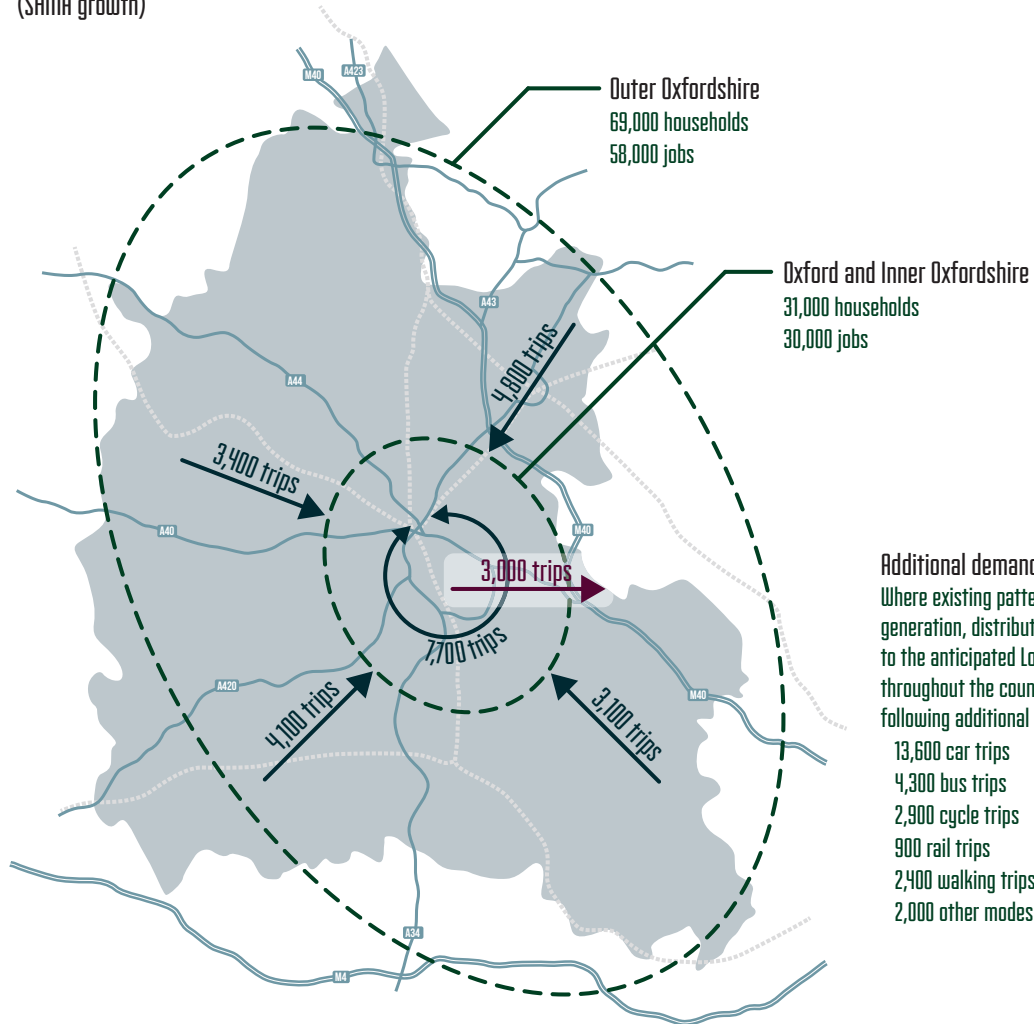 (SHMA growth)
M40
A423
Outer Oxfordshire
69,000 households
58,000 jobs
Oxford and Inner Oxfordshire
31,000 households
30,000 jobs
A43
4,800 trips
A44
3,400 trips
A40
M40
3,000 trips
7,700 trips
A420
4,100 trips
3,100 trips
M40
A34
M4
Additional demand
Where existing patte
generation, distribut
to the anticipated Lo
throughout the coun
following additional
13,600 car trips
4,300 bus trips
2,900 cycle trips
900 rail trips
2,400 walking trips
2,000 other modes